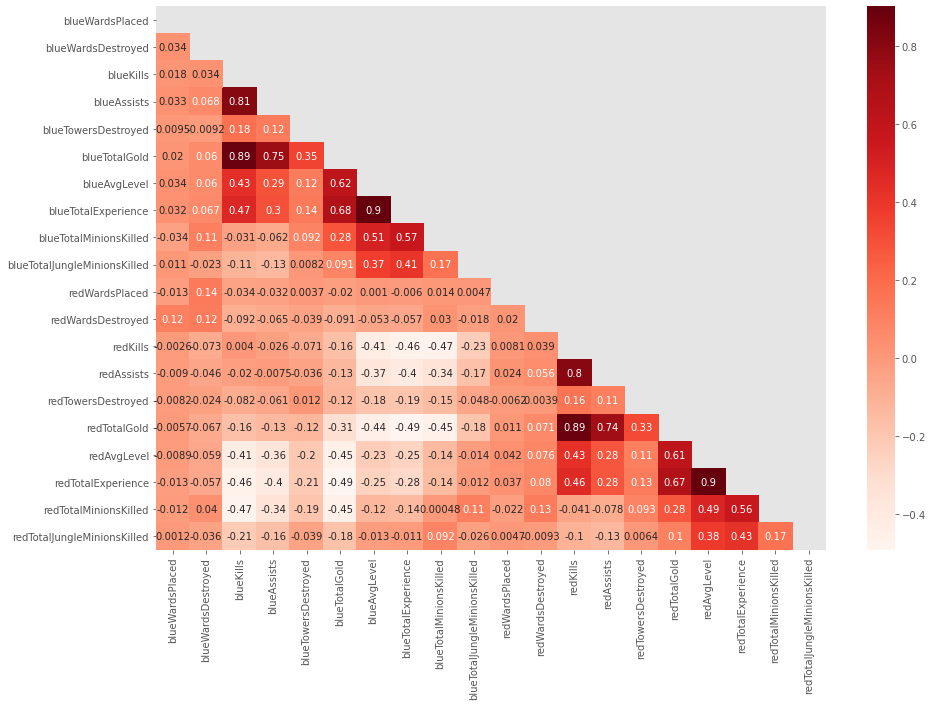 blueWardsPlaced
blueWardsDestroyed 0.034
blueKills 0.018 0.034
blueAssists 0.033 0.068 0.81
blueTowersDestroyed 0.0095 -0.0092 0.18 0.12
blueTotalGold 0.02 0.06 0.89 0.75 0.35
blueAvgLevel 0.034 0.06 0.43 0.29 0.12 0.62
blueTotalExperience 0.032 0.067 0.47 0.3 0.14 0.68 0.9
blueTotalMinionsKilled -0.034 0.11 -0.031 -0.062 0.092 0.28 0.51 0.57
blueTotalJungleMinionsKilled 0.011 -0.023 -0.11 -0.13 0.0082 0.091 0.37 0.41 0.17
redWardsPlaced -0.013 0.14 -0.034 -0.032 0.0037 -0.02 0.001 -0.006 0.014 0.0047
redWardsDestroyed 0.12 0.12 -0.092 -0.065 -0.039 -0.091 -0.053 -0.057 0.03 -0.018 0.02
redKills -0.0026 -0.073 0.004 -0.026 -0.071 -0.16 -0.41 -0.46 -0.47 -0.23 0.0081 0.039
redAssists -0.009 -0.046 -0.02 -0.0075 -0.036 -0.13 -0.37 -0.4 -0.34 -0.17 0.024 0.056 0.8
redTowersDestroyed -0.0082 -0.024 -0.082 -0.061 0.012 -0.12 -0.18 -0.19 -0.15 -0.048 -0.0062 -0.0039 0.16 0.11
redTotalGold -0.0057 -0.067 -0.16 -0.13 -0.12 -0.31 -0.44 -0.49 -0.45 -0.18 0.011 0.071 0.89 0.74 0.33
redAvgLevel -0.0089 -0.059 -0.41 -0.36 -0.2 -0.45 -0.23 -0.25 -0.14 -0.014 0.042 0.076 0.43 0.28 0.11 0.61
redTotalExperience -0.013 -0.057 -0.46 -0.4 -0.21 -0.49 -0.25 -0.28 -0.14 -0.012 0.037 0.08 0.46 0.28 0.13 0.67 0.9
redTotalMinionsKilled -0.012 0.04 -0.47 -0.34 -0.19 -0.45 -0.12 -0.14 0.00048 0.11 -0.022 0.13 -0.041 -0.078 0.093 0.28 0.49 0.56
redTotalJungleMinionsKilled 0.0012 -0.036 -0.21 -0.16 -0.039 -0.18 -0.013 -0.011 0.092 -0.026 0.0047 -0.0093 -0.1 -0.13 0.0064 0.1 0.38 0.43 0.17
blueWardsPlaced
blueWardsDestroyed
blueKills
blueAssists
blueTowersDestroyed
blueTotalGold
blueAvgLevel
blueTotalExperience
blueTotalMinionsKilled
blueTotalJungleMinionsKilled
redWardsPlaced
redWardsDestroyed
redKills
redAssists
redTowersDestroyed
redTotalGold
redAvgLevel
redTotalExperience
redTotalMinionsKilled
redTotalJungleMinionsKilled
0.8
0.6
0.4
0.2
0.0
−0.2
−0.4